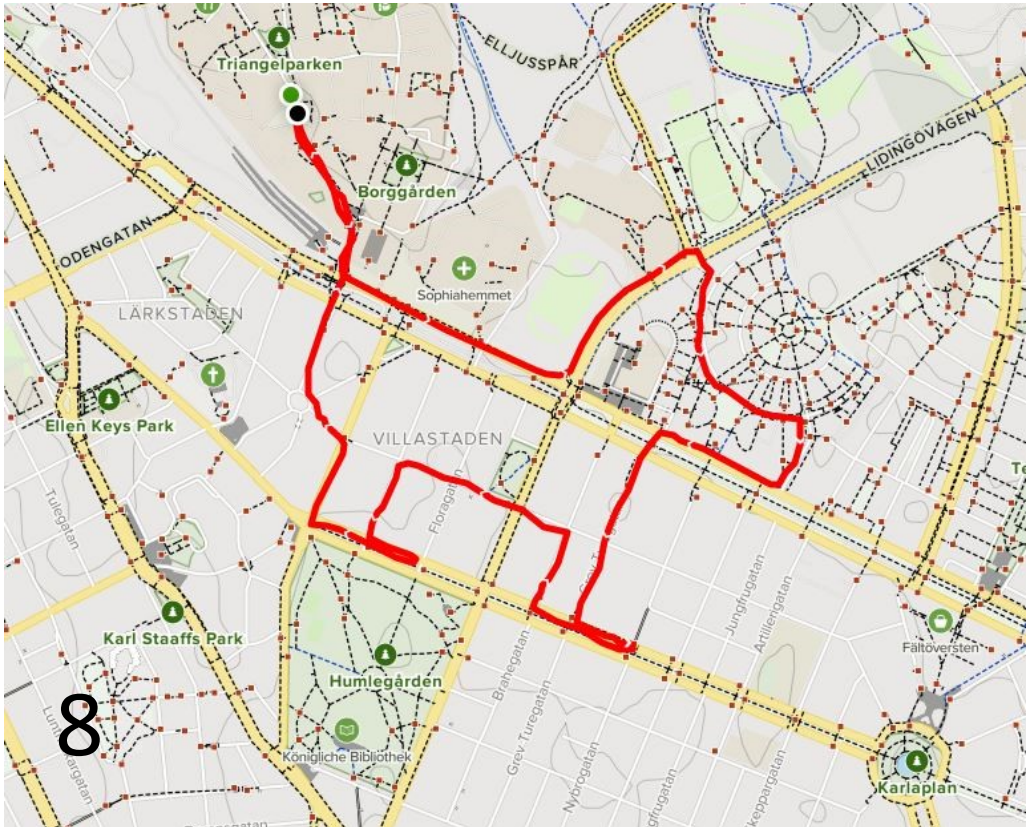 Triangelparken
ELLJUSSPÅR
LIDINGÖVÄGEN
Borggården
ODENGATAN
Sophiahemmet
LÄRKSTADEN
Ellen Keys Park
VILLASTADEN
Floragatan
Tulegatan
Jungfrugatan
Artillerigatan
Karl Staaffs Park
Fältöversten
Humlegården
Brahegatan
Grev Turegatan
8
Königliche Bibliothek
Nybrogatan
Karlaplan